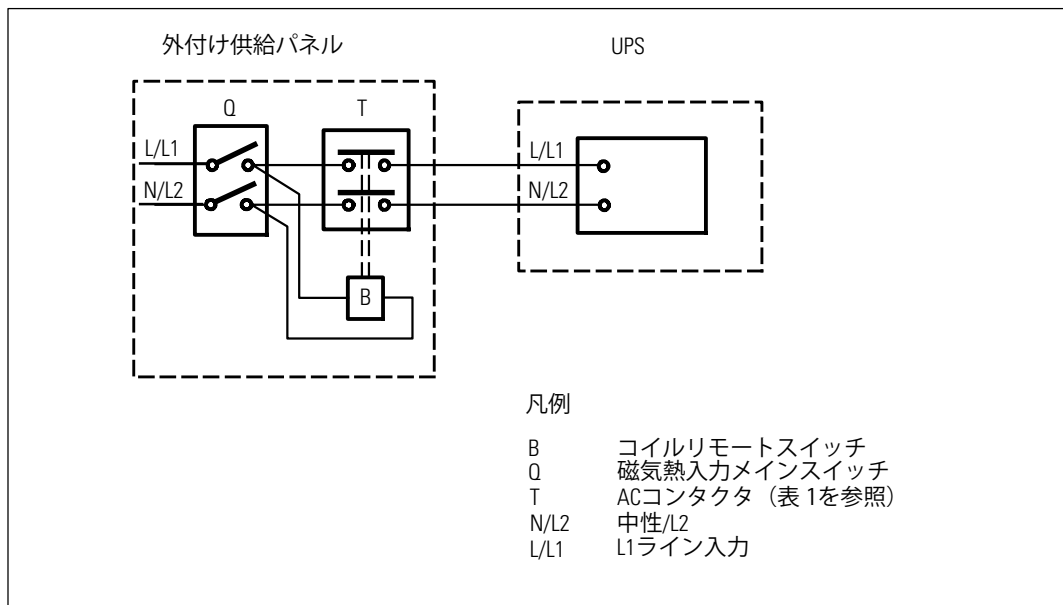 外付け供給パネル
UPS
Q
T
L/L1
N/L2
L/L1
N/L2
B
凡例
B コイルリモートスイッチ
Q 磁気熱入力メインスイッチ
T ACコンタクタ（表 1を参照）
N/L2 中性/L2
L/L1 L1ライン入力